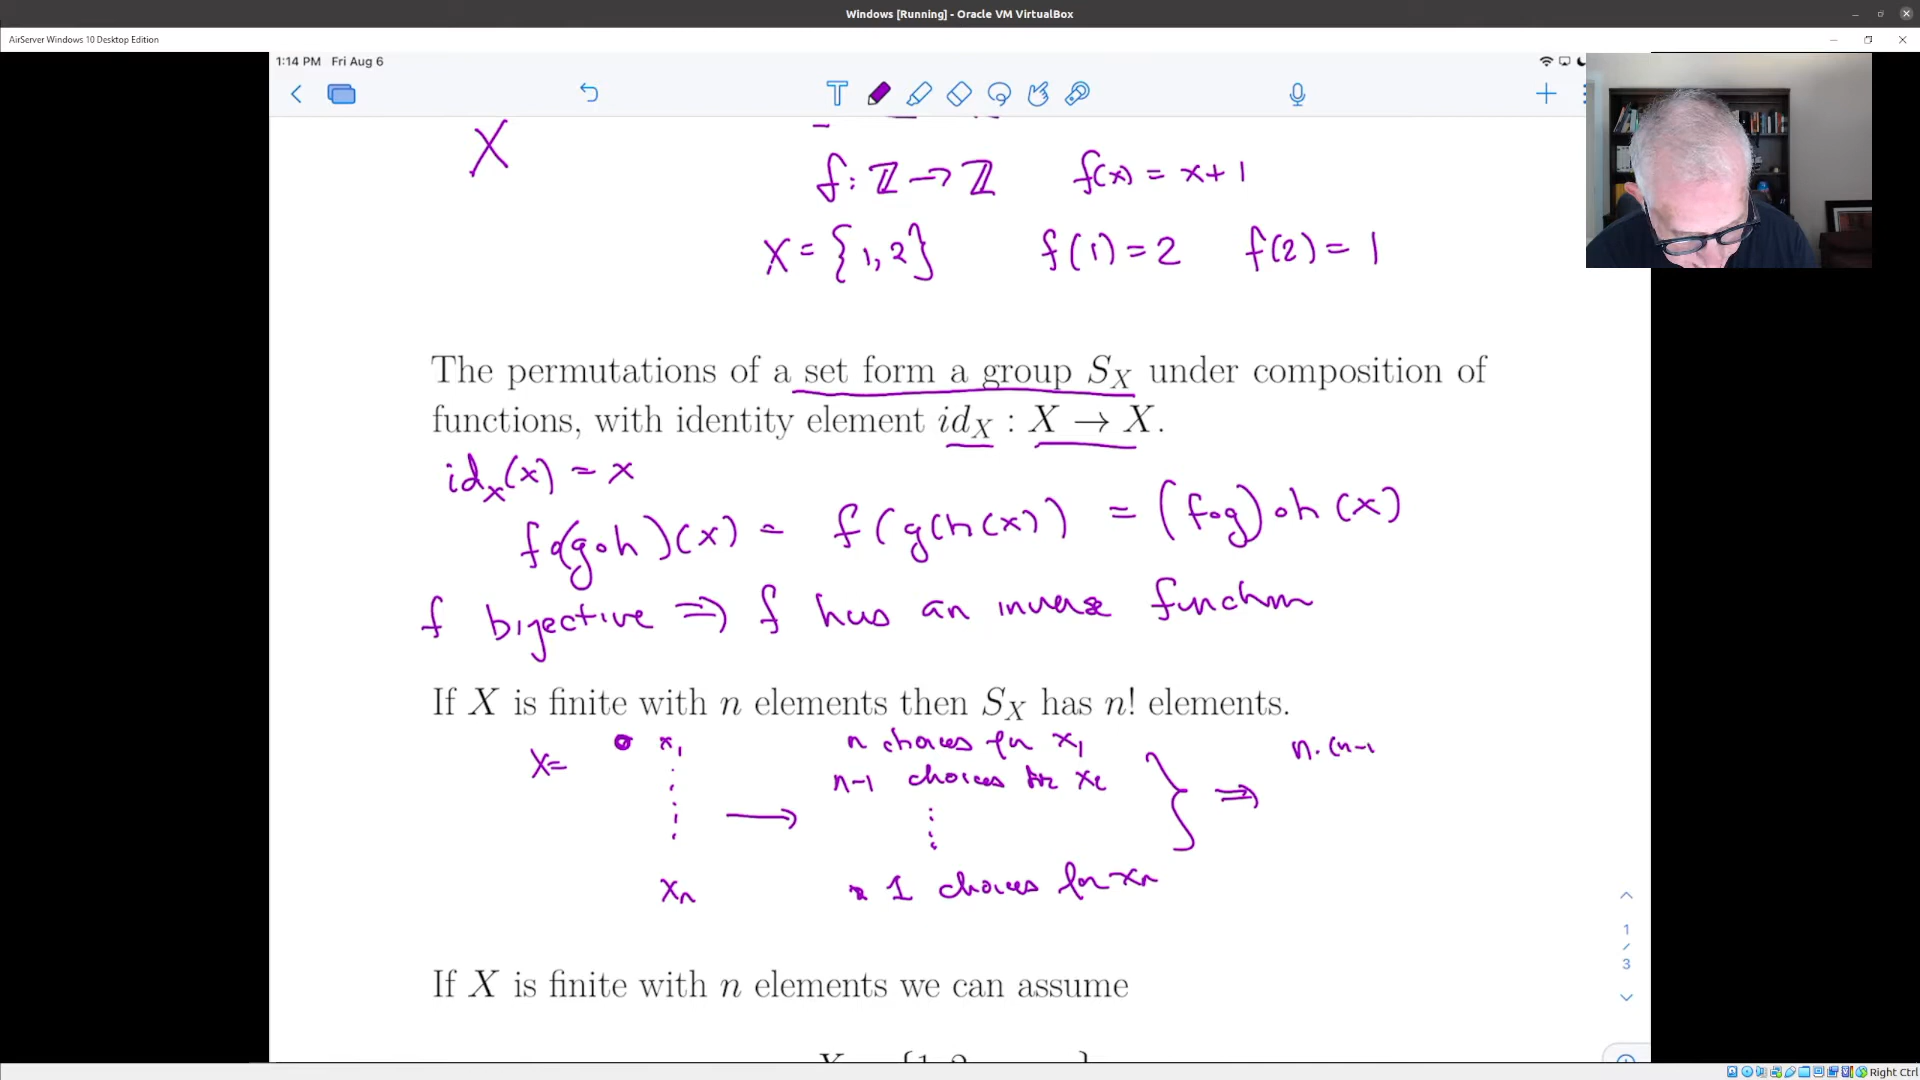 Windows [Running] - Oracle VM VirtualBox
AirServer Windows 10 Desktop Edition
1:14 PM Fri Aug 6
X
f: ℤ → ℤ f(x) = x+1
X = {1,2} f(1) = 2 f(2) = 1
The permutations of a set form a group S_X under composition of
functions, with identity element id_X : X → X.
id_X(x) = x
f∘(g∘h)(x) = f(g(h(x)) = (f∘g)∘h(x)
f bijective ⇒ f has an inverse function
If X is finite with n elements then S_X has n! elements.
X= x₁ n choices for x₁ n·(n-1
n-1 choices for x₂
→ ⇒
xₙ 1 choices for xₙ
1
/
3
If X is finite with n elements we can assume
Right Ctrl